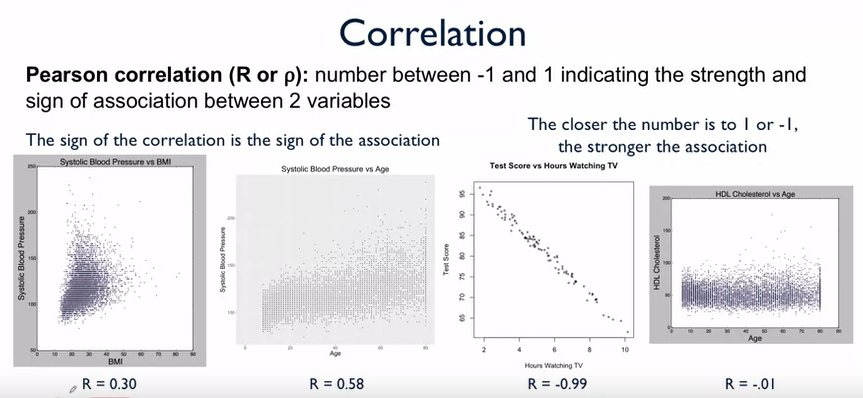 Correlation
Pearson correlation (R or ρ): number between -1 and 1 indicating the strength and
sign of association between 2 variables
The sign of the correlation is the sign of the association
The closer the number is to 1 or -1,
the stronger the association
Systolic Blood Pressure vs BMI
Systolic Blood Pressure
250
200
150
100
50
0 10 20 30 40 50 60 70 80 90
BMI
R = 0.30
Systolic Blood Pressure vs Age
Systolic Blood Pressure
200
150
100
0 20 40 60 80
Age
R = 0.58
Test Score vs Hours Watching TV
Test Score
95
90
85
80
75
70
65
2 4 6 8 10
Hours Watching TV
R = -0.99
HDL Cholesterol vs Age
HDL Cholesterol
200
150
100
50
0
0 10 20 30 40 50 60 70 80 90
Age
R = -.01